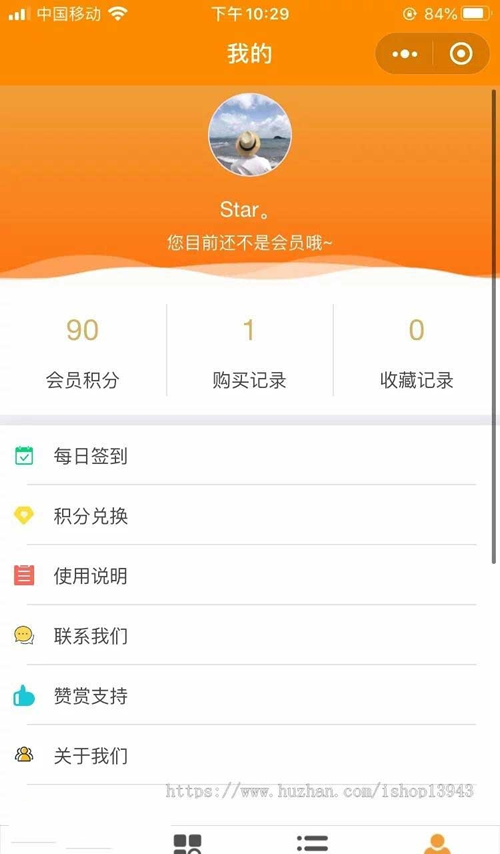 中国移动 下午10:29 84%
我的
Star。
您目前还不是会员哦~
90 1 0
会员积分 购买记录 收藏记录
每日签到
积分兑换
使用说明
联系我们
赞赏支持
关于我们
https://www.huzhan.com/ishop13943